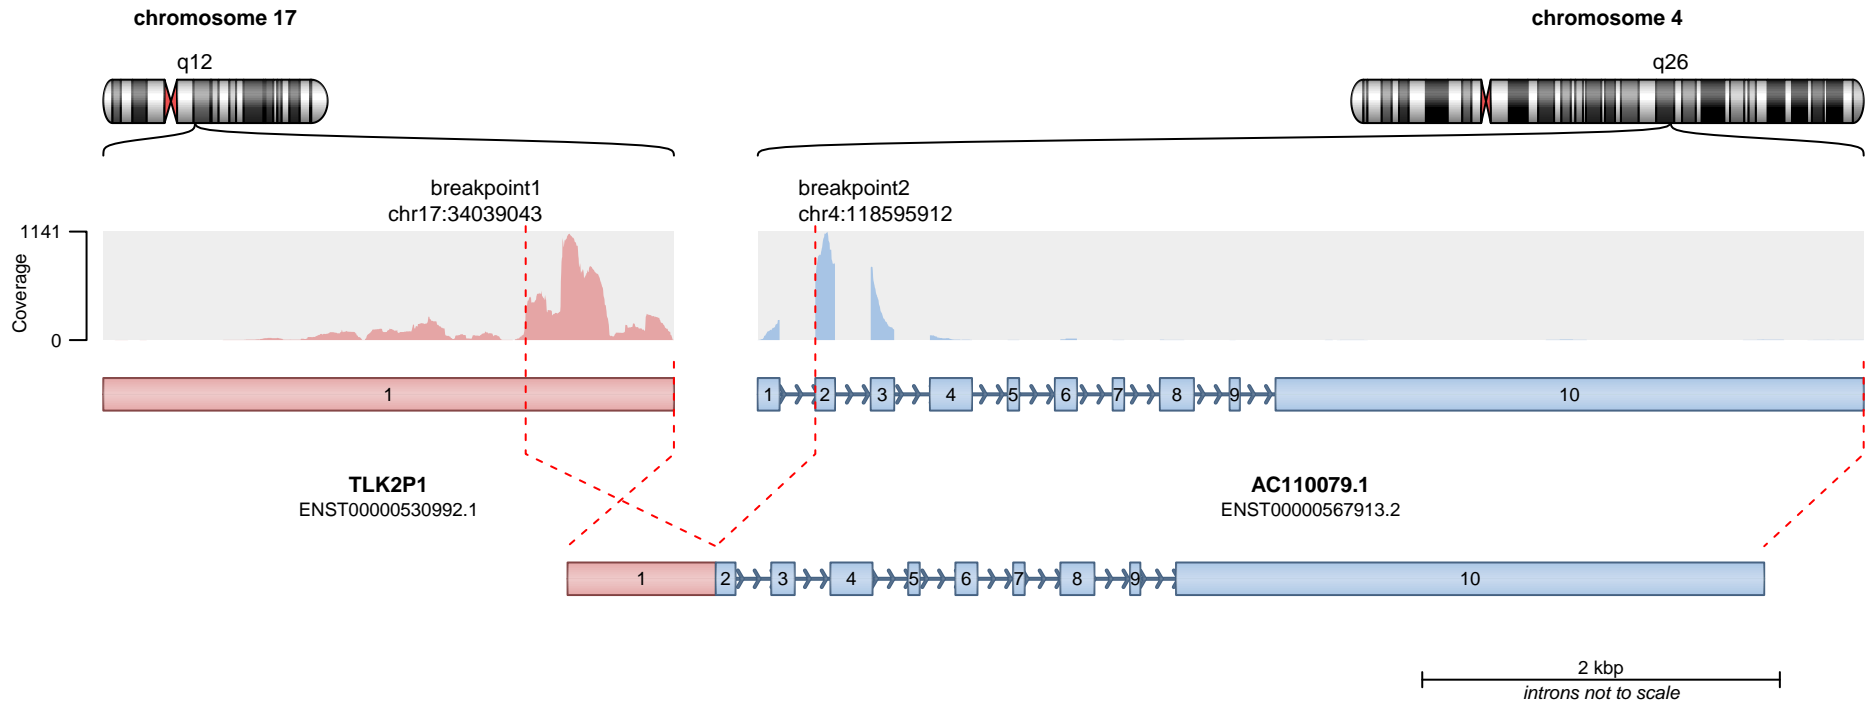 chromosome 17
chromosome 4
q12
q26
breakpoint1
chr17:34039043
breakpoint2
chr4:118595912
1141
Coverage
0
1
1 2 3 4 5 6 7 8 9 10
TLK2P1
ENST00000530992.1
AC110079.1
ENST00000567913.2
1 2 3 4 5 6 7 8 9 10
2 kbp
introns not to scale